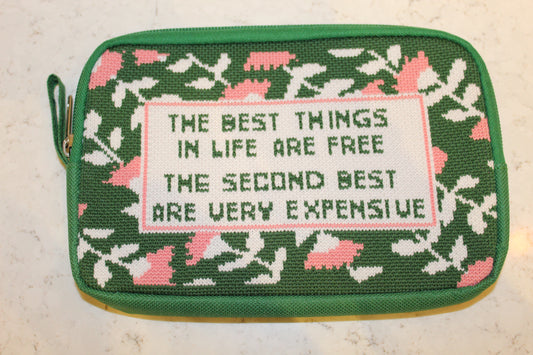 THE BEST THINGS
IN LIFE ARE FREE
THE SECOND BEST
ARE VERY EXPENSIVE